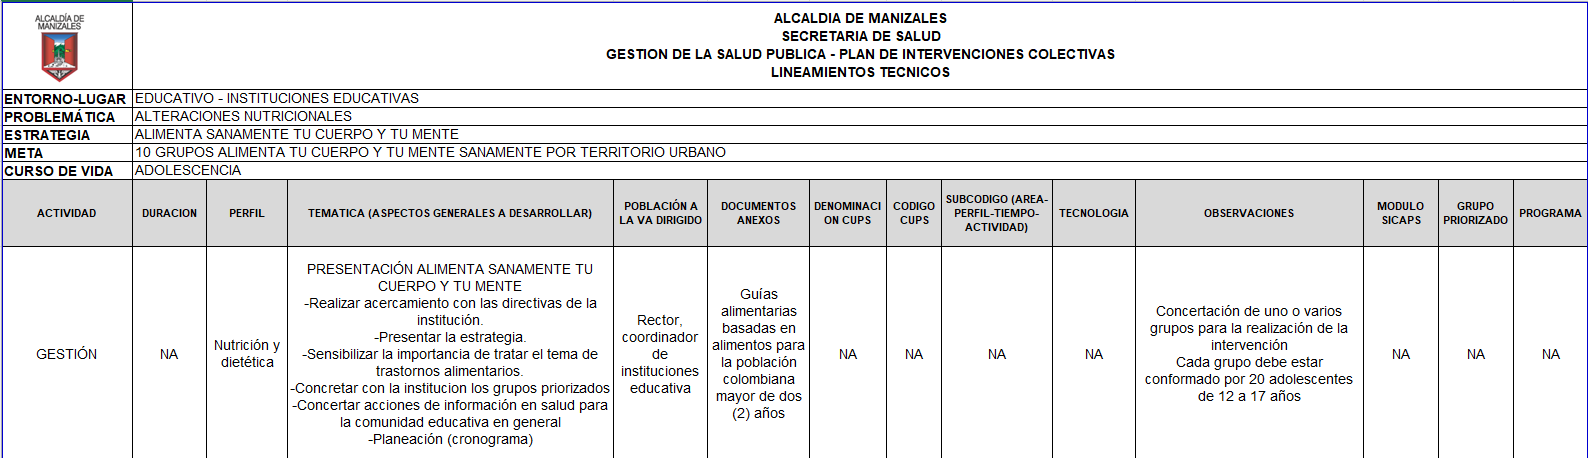 ALCALDÍA DE
MANIZALES
ALCALDIA DE MANIZALES
SECRETARIA DE SALUD
GESTION DE LA SALUD PUBLICA - PLAN DE INTERVENCIONES COLECTIVAS
LINEAMIENTOS TECNICOS
ENTORNO-LUGAR EDUCATIVO - INSTITUCIONES EDUCATIVAS
PROBLEMÁTICA ALTERACIONES NUTRICIONALES
ESTRATEGIA ALIMENTA SANAMENTE TU CUERPO Y TU MENTE
META 10 GRUPOS ALIMENTA TU CUERPO Y TU MENTE SANAMENTE POR TERRITORIO URBANO
CURSO DE VIDA ADOLESCENCIA
ACTIVIDAD
DURACION
PERFIL
TEMATICA (ASPECTOS GENERALES A DESARROLLAR)
POBLACIÓN A
LA VA DIRIGIDO
DOCUMENTOS
ANEXOS
DENOMINACI
ON CUPS
CODIGO
CUPS
SUBCODIGO (AREA-
PERFIL-TIEMPO-
ACTIVIDAD)
TECNOLOGIA
OBSERVACIONES
MODULO
SICAPS
GRUPO
PRIORIZADO
PROGRAMA
GESTIÓN
NA
Nutrición y
dietética
PRESENTACIÓN ALIMENTA SANAMENTE TU
CUERPO Y TU MENTE
-Realizar acercamiento con las directivas de la
institución.
-Presentar la estrategia.
-Sensibilizar la importancia de tratar el tema de
trastornos alimentarios.
-Concretar con la institucion los grupos priorizados
-Concertar acciones de información en salud para
la comunidad educativa en general
-Planeación (cronograma)
Rector,
coordinador
de
instituciones
educativa
Guías
alimentarias
basadas en
alimentos para
la población
colombiana
mayor de dos
(2) años
NA
NA
NA
NA
Concertación de uno o varios
grupos para la realización de la
intervención
Cada grupo debe estar
conformado por 20 adolescentes
de 12 a 17 años
NA
NA
NA